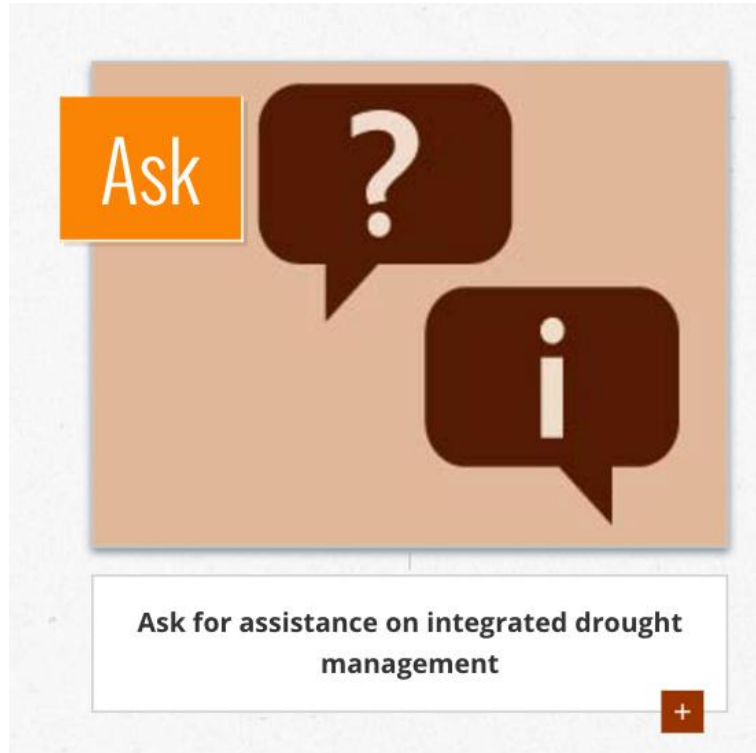 Ask
?
i
Ask for assistance on integrated drought
management
+